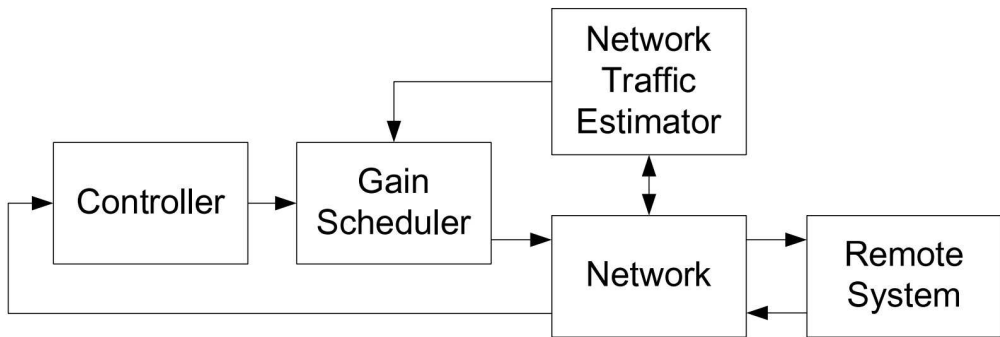 Network
Traffic
Estimator
Controller
Gain
Scheduler
Network
Remote
System